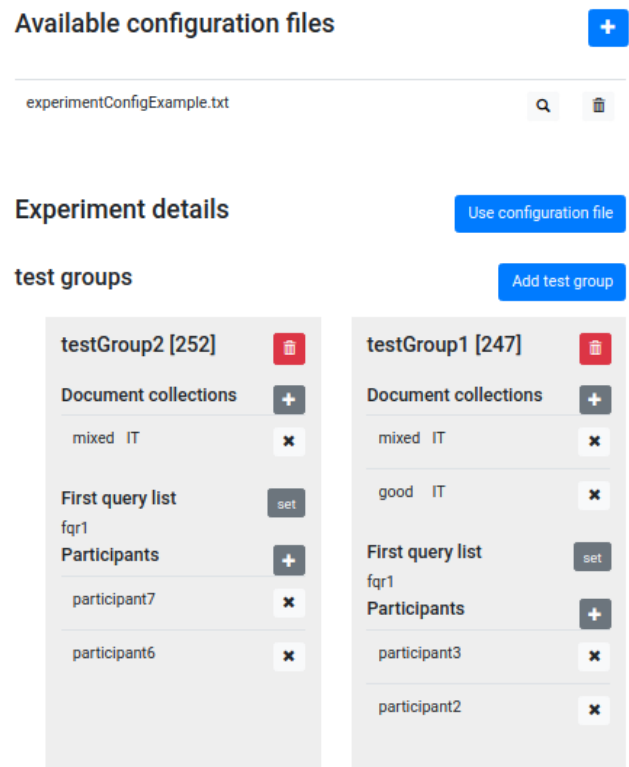 Available configuration files
experimentConfigExample.txt
Experiment details
Use configuration file
test groups
Add test group
testGroup2 [252]
Document collections
mixed IT
First query list
set
fqr1
Participants
participant7
participant6
testGroup1 [247]
Document collections
mixed IT
good IT
First query list
set
fqr1
Participants
participant3
participant2